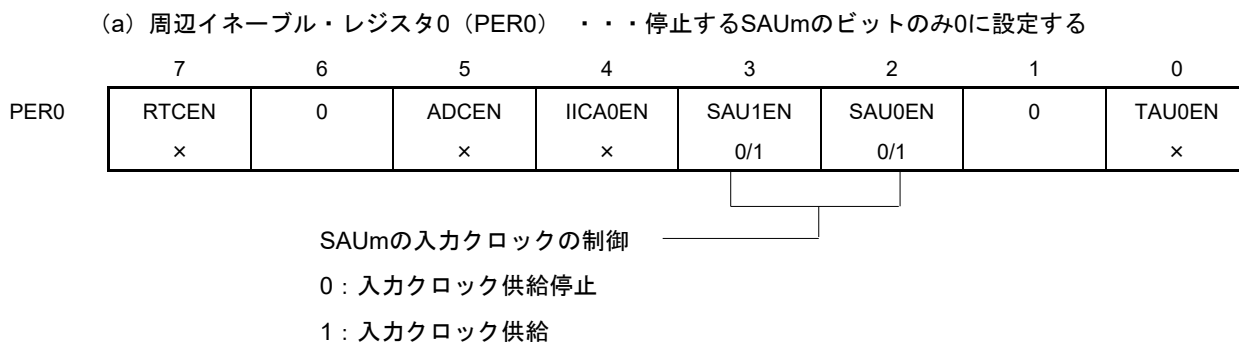 (a) 周辺イネーブル・レジスタ0（PER0） ・・・停止するSAUmのビットのみ0に設定する
7 6 5 4 3 2 1 0
PER0 RTCEN 0 ADCEN IICA0EN SAU1EN SAU0EN 0 TAU0EN
× × × 0/1 0/1 ×
SAUmの入力クロックの制御
0：入力クロック供給停止
1：入力クロック供給